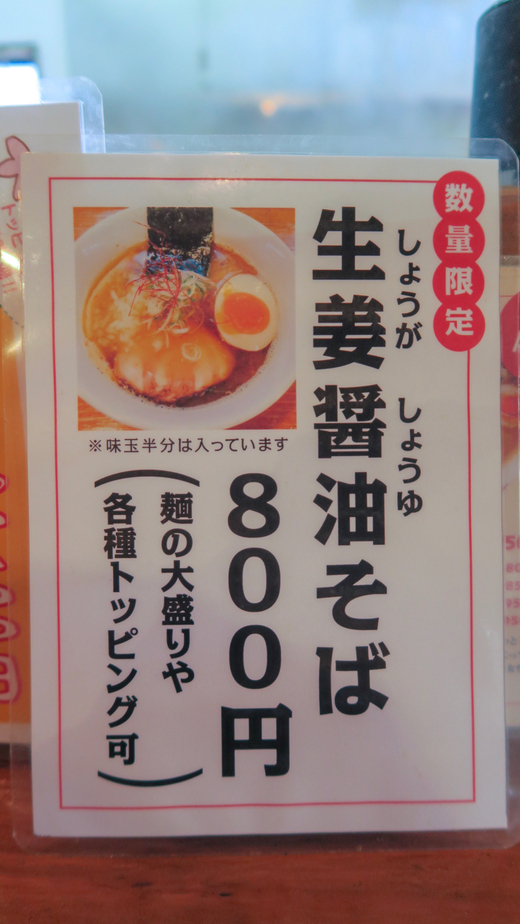 数量限定
しょうが しょうゆ
生姜醤油そば
800円
※味玉半分は入っています
(麺の大盛りや
各種トッピング可)